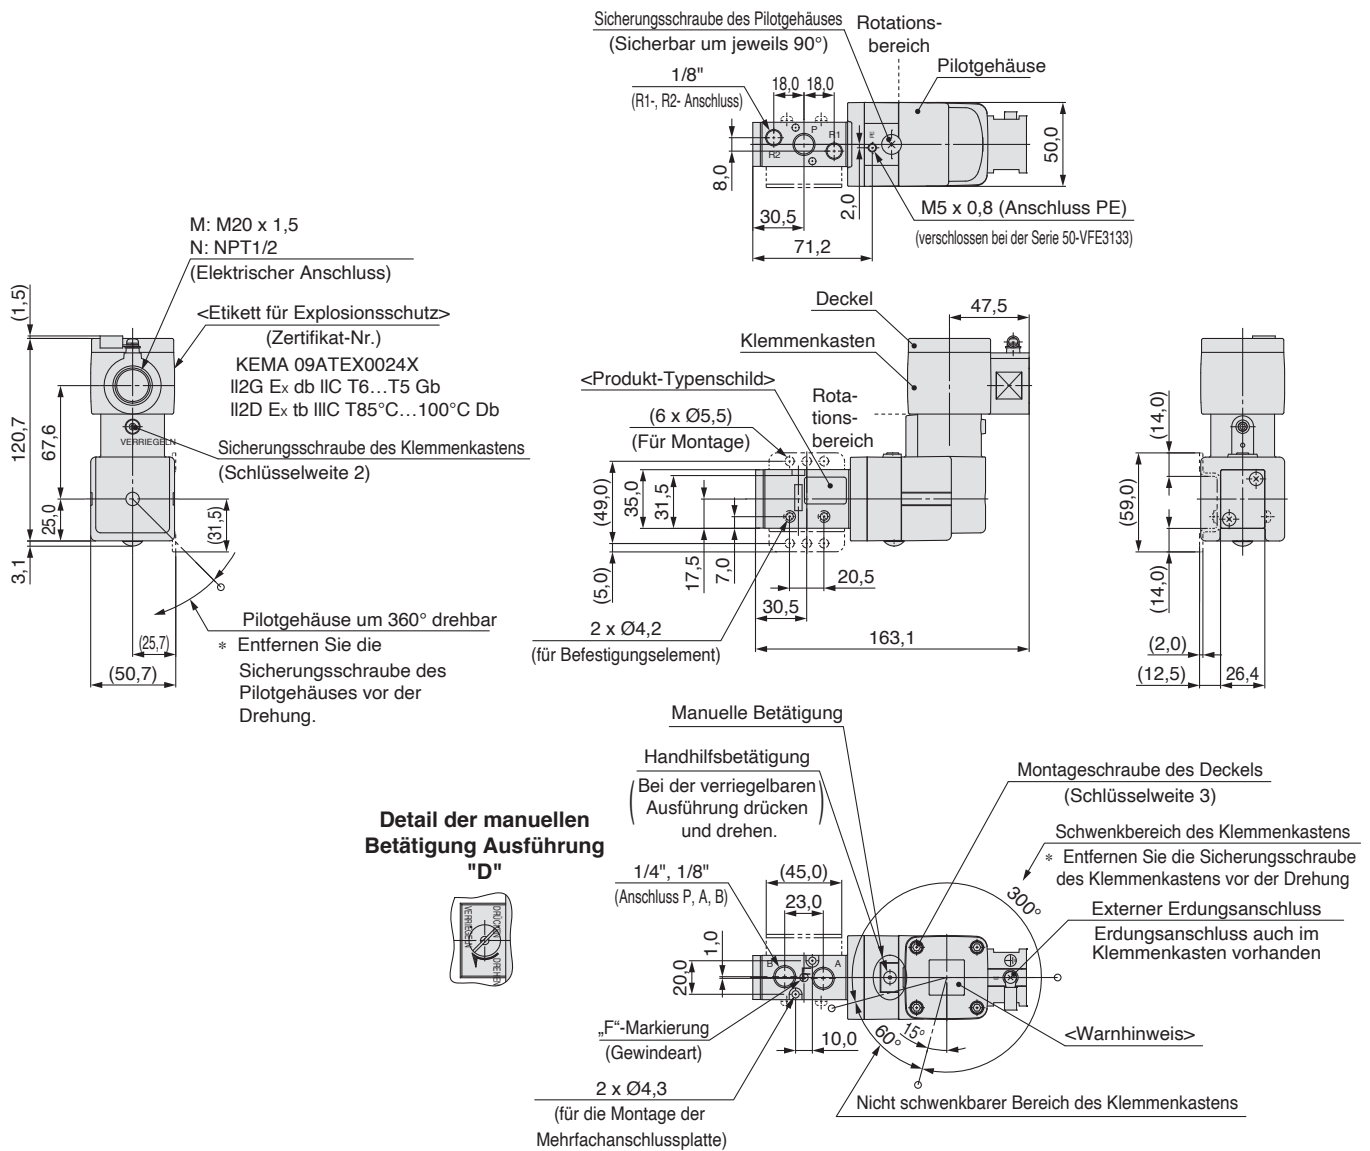 Sicherungsschraube des Pilotgehäuses
(Sicherbar um jeweils 90°)
Rotations-
bereich
Pilotgehäuse
1/8"
(R1-, R2- Anschluss)
18,0
18,0
P
R1
R2
PE
50,0
8,0
2,0
30,5
71,2
M5 x 0,8 (Anschluss PE)
(verschlossen bei der Serie 50-VFE3133)
M: M20 x 1,5
N: NPT1/2
(Elektrischer Anschluss)
(1,5)
<Etikett für Explosionsschutz>
(Zertifikat-Nr.)
KEMA 09ATEX0024X
II2G Ex db IIC T6...T5 Gb
II2D Ex tb IIIC T85°C...100°C Db
VERRIEGELN
Sicherungsschraube des Klemmenkastens
(Schlüsselweite 2)
120,7
67,6
25,0
3,1
(31,5)
Pilotgehäuse um 360° drehbar
* Entfernen Sie die
Sicherungsschraube des
Pilotgehäuses vor der
Drehung.
(25,7)
(50,7)
Deckel
47,5
Klemmenkasten
<Produkt-Typenschild>
Rota-
tions-
bereich
(6 x Ø5,5)
(Für Montage)
(49,0)
35,0
31,5
(5,0)
17,5
7,0
20,5
30,5
163,1
2 x Ø4,2
(für Befestigungselement)
(14,0)
(59,0)
(14,0)
(2,0)
(12,5)
26,4
Manuelle Betätigung
Handhilfsbetätigung
(Bei der verriegelbaren
Ausführung drücken
und drehen.)
Montageschraube des Deckels
(Schlüsselweite 3)
Schwenkbereich des Klemmenkastens
* Entfernen Sie die Sicherungsschraube
des Klemmenkastens vor der Drehung
300°
Externer Erdungsanschluss
Erdungsanschluss auch im
Klemmenkasten vorhanden
Detail der manuellen
Betätigung Ausführung
"D"
DRÜCKEN
DREHEN
VERRIEGELN
1/4", 1/8"
(Anschluss P, A, B)
(45,0)
23,0
1,0
20,0
B
A
F
„F“-Markierung
(Gewindeart)
10,0
60°
15°
<Warnhinweis>
2 x Ø4,3
(für die Montage der
Mehrfachanschlussplatte)
Nicht schwenkbarer Bereich des Klemmenkastens